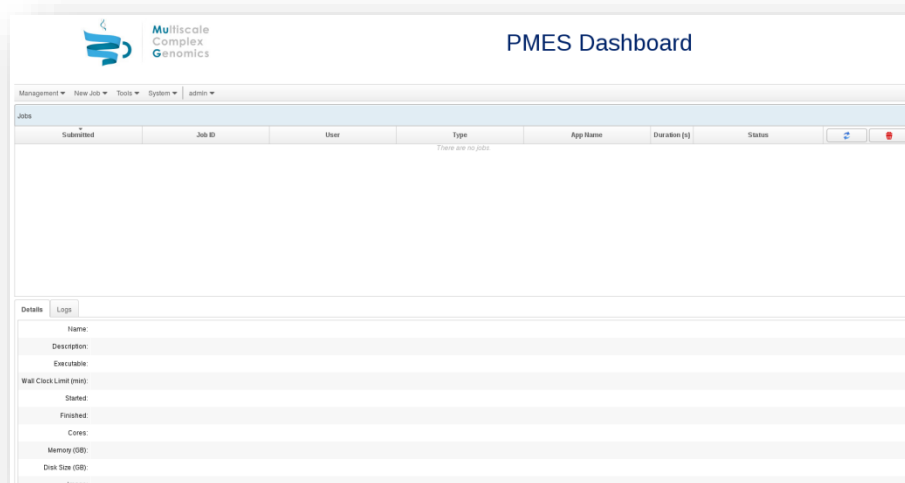 Multiscale
Complex
Genomics
PMES Dashboard
Management New Job Tools System admin
Jobs
Submitted Job ID User Type App Name Duration (s) Status
There are no jobs
Details Logs
Name:
Description:
Executable:
Wall Clock Limit (min):
Started:
Finished:
Cores:
Memory (GB):
Disk Size (GB):